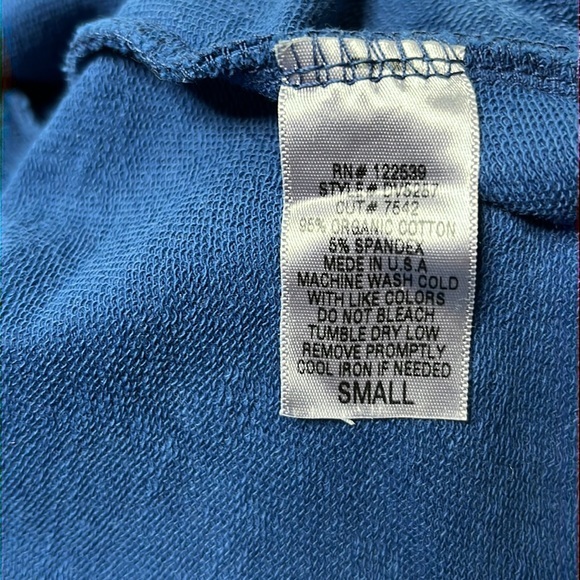 RN# 122539
STYLE# DV5257
CUT# 7542
95% ORGANIC COTTON
5% SPANDEX
MADE IN U.S.A
MACHINE WASH COLD
WITH LIKE COLORS
DO NOT BLEACH
TUMBLE DRY LOW
REMOVE PROMPTLY
COOL IRON IF NEEDED
SMALL